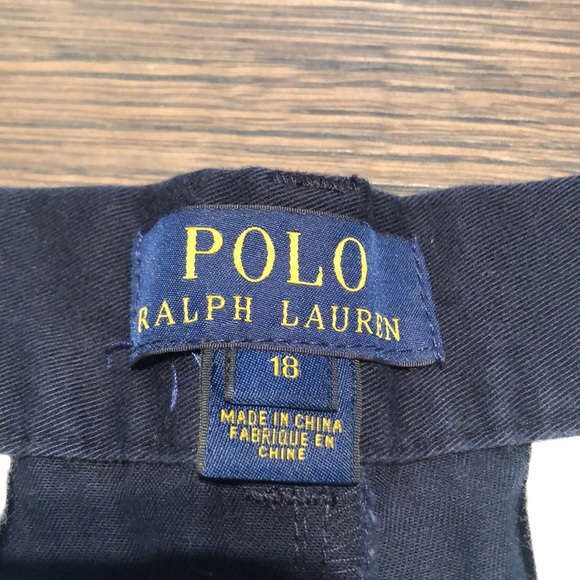 POLO
RALPH LAUREN
18
MADE IN CHINA
FABRIQUE EN
CHINE